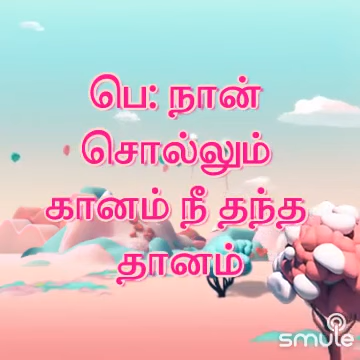 பெ: நான்
சொல்லும்
கானம் நீ தந்த
தானம்
smule